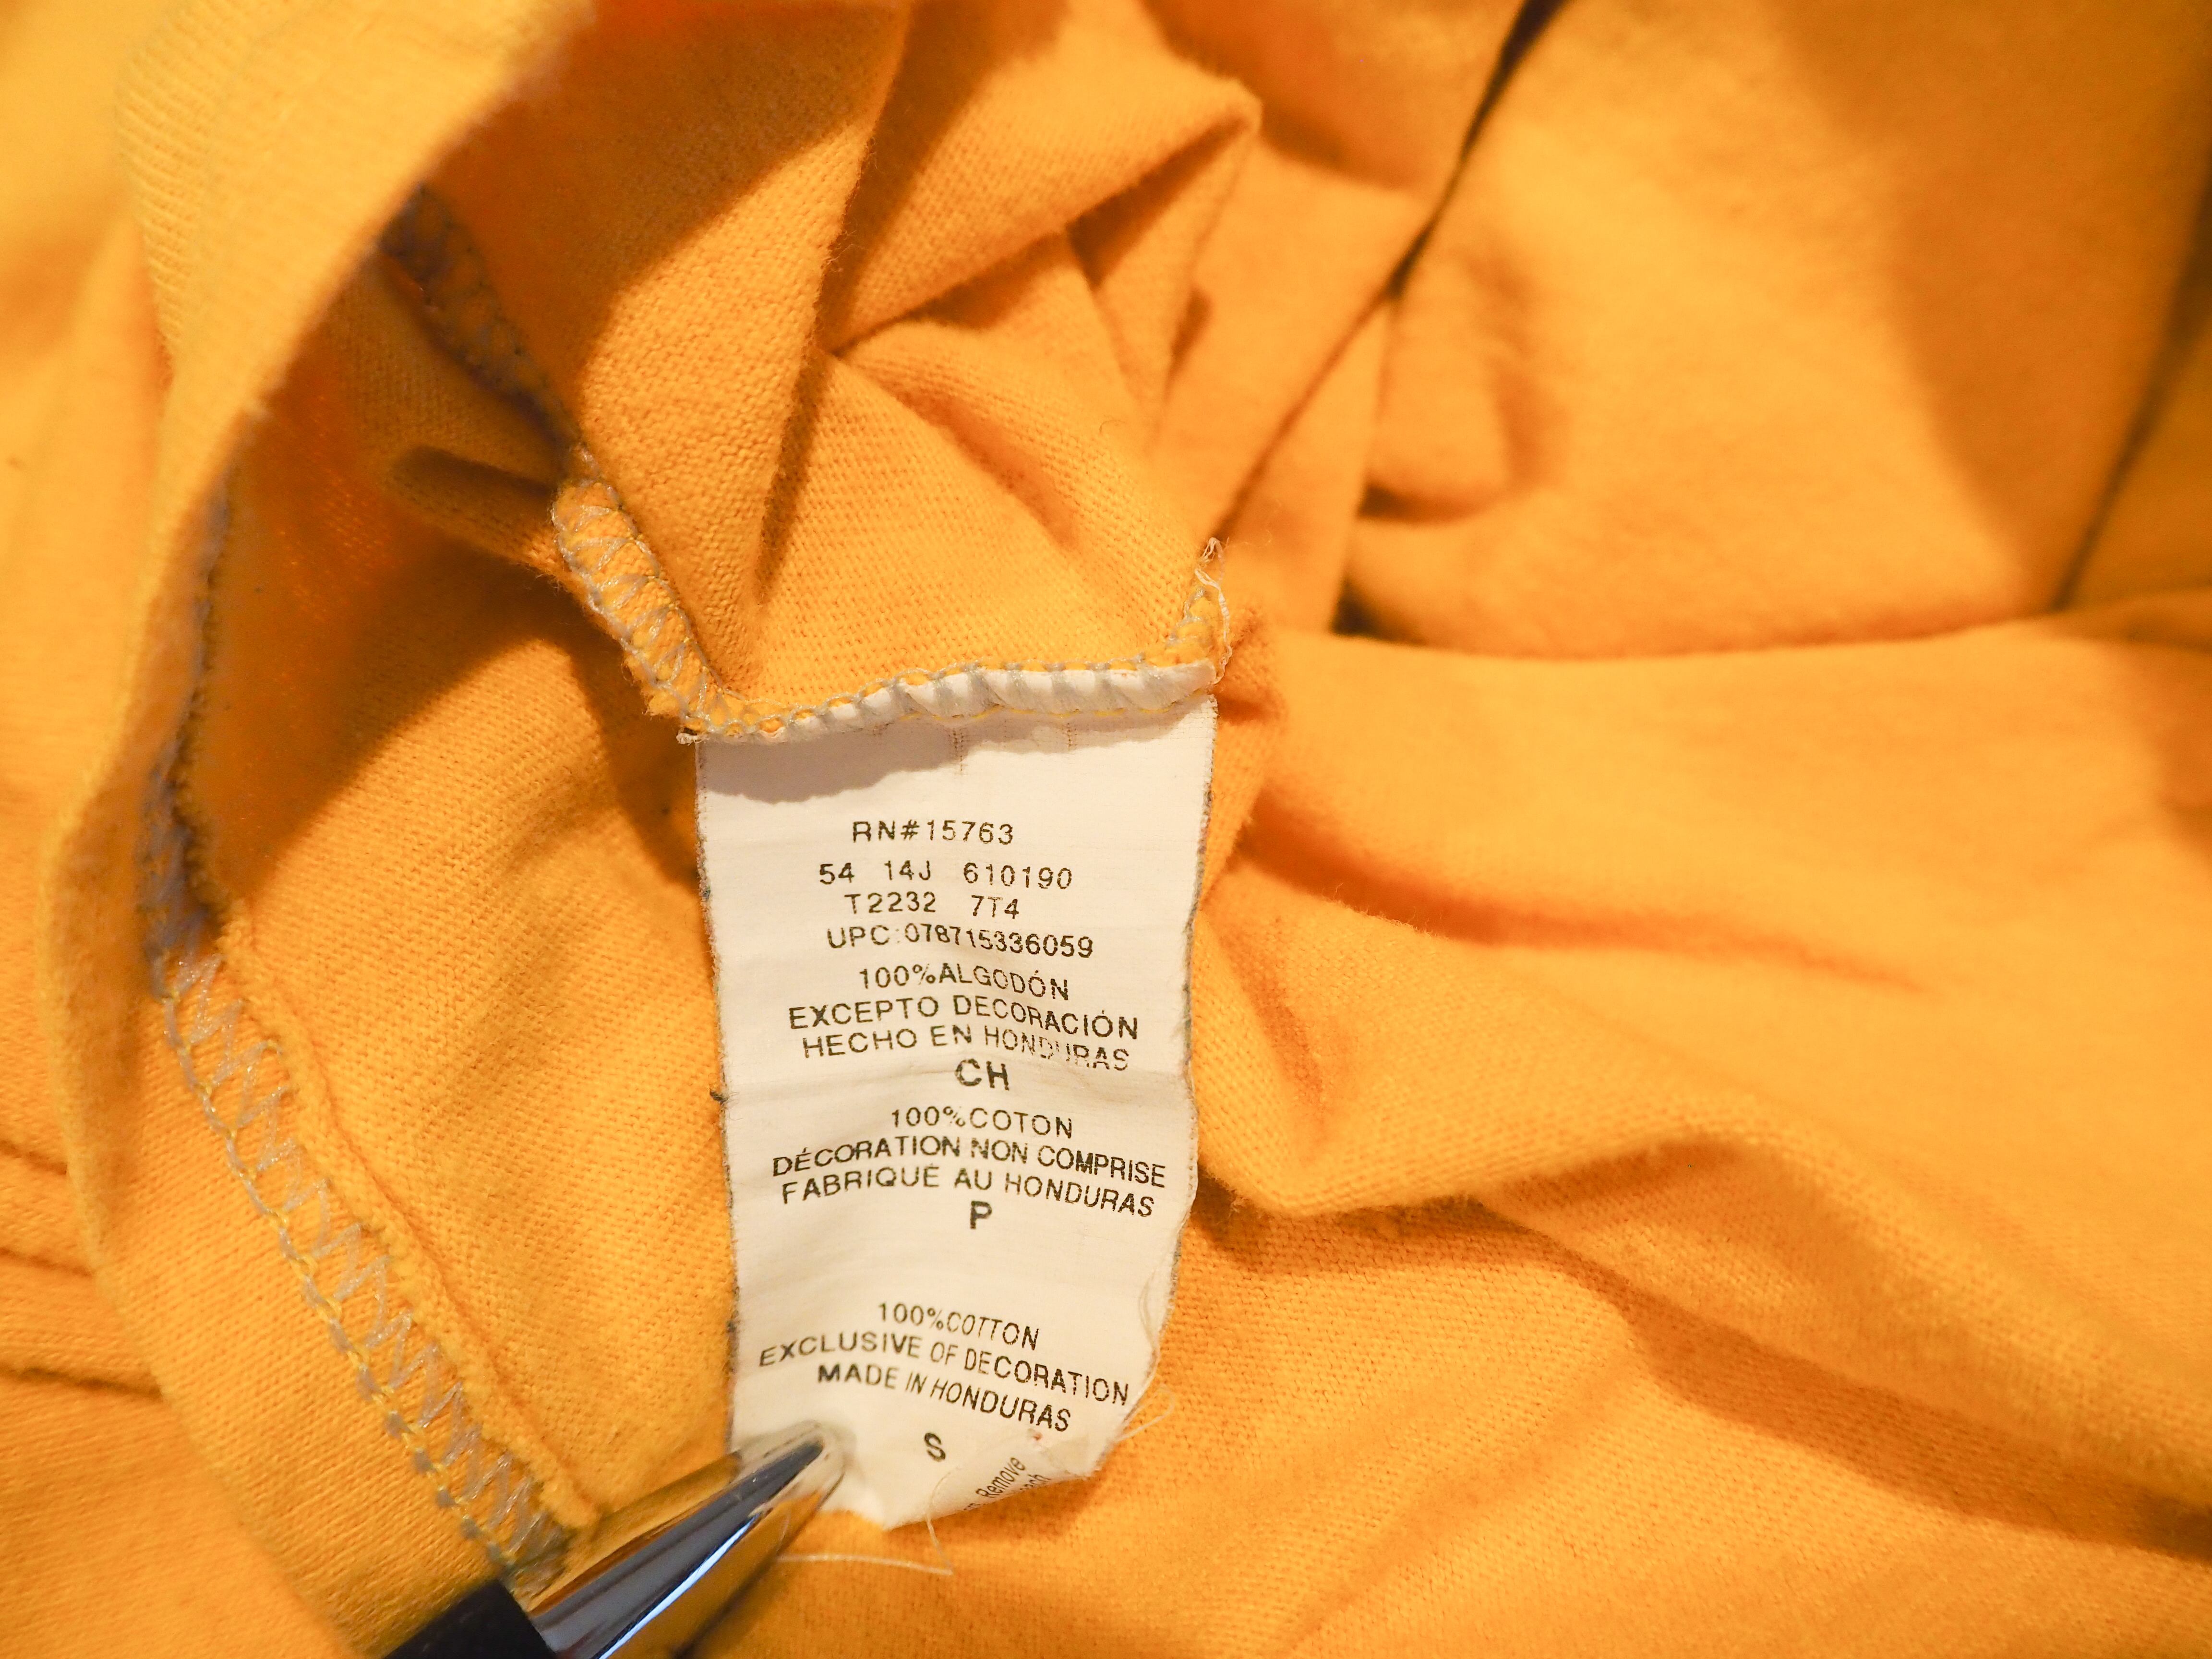 RN#15763
54 14J 610190
T2232 7T4
UPC:078715336059
100%ALGODÓN
EXCEPTO DECORACIÓN
HECHO EN HONDURAS
CH
100%COTON
DÉCORATION NON COMPRISE
FABRIQUÉ AU HONDURAS
P
100%COTTON
EXCLUSIVE OF DECORATION
MADE IN HONDURAS
S
Remove